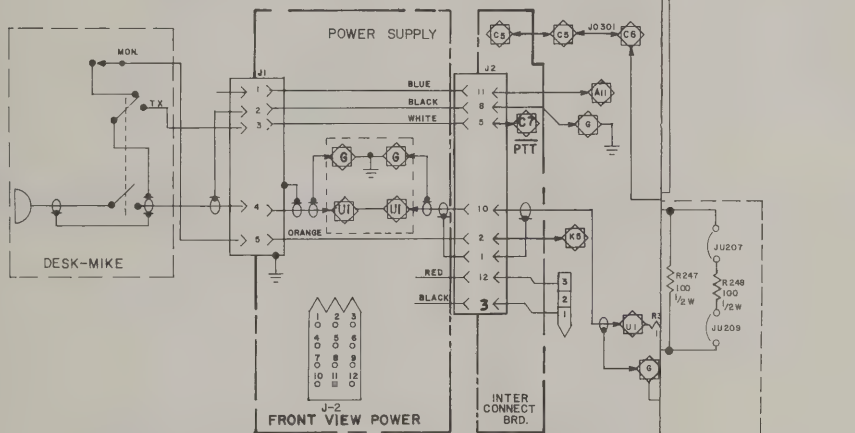 POWER SUPPLY
C5
C5
J0301
C6
MON.
TX
J1
1
2
3
4
5
BLUE
BLACK
WHITE
ORANGE
RED
BLACK
J2
11
8
5
10
2
1
12
3
A11
G
C7
PTT
G
G
U1
U1
K5
3
2
1
DESK-MIKE
1 2 3
4 5 6
7 8 9
10 11 12
J-2
FRONT VIEW POWER
INTER
CONNECT
BRD.
U1
G
JU207
R247
100
1/2W
R248
100
1/2W
JU209